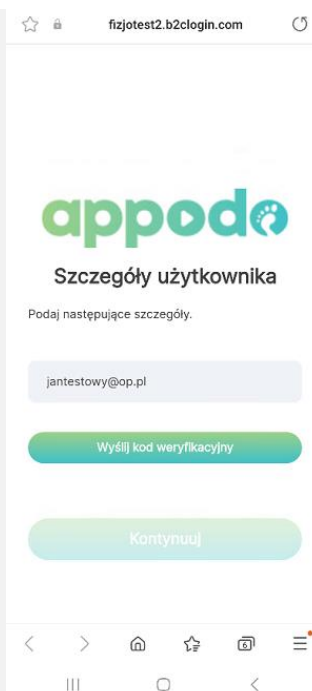 fizjotest2.b2clogin.com
appodo
Szczegóły użytkownika
Podaj następujące szczegóły.
jantestowy@op.pl
Wyślij kod weryfikacyjny
Kontynuuj
6